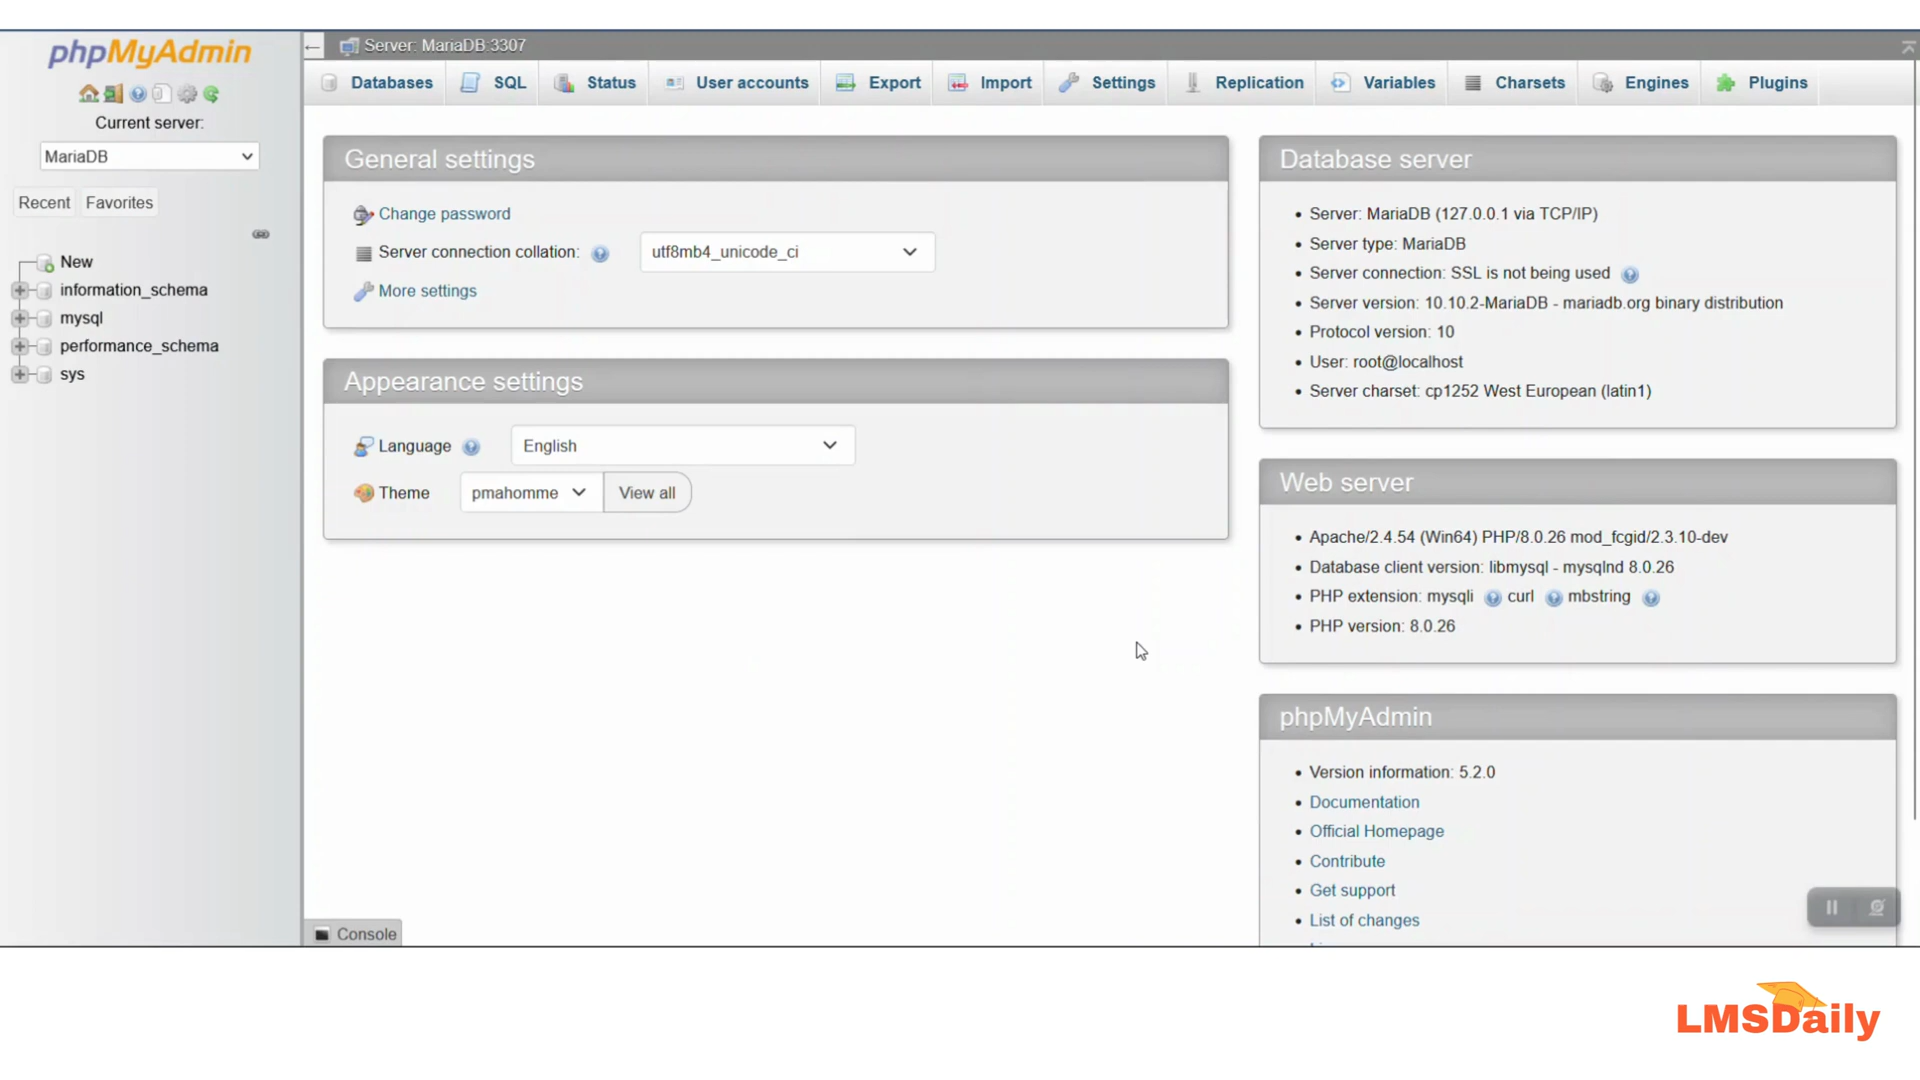 phpMyAdmin
Current server:
MariaDB
Recent Favorites
New
information_schema
mysql
performance_schema
sys
Server: MariaDB:3307
Databases SQL Status User accounts Export Import Settings Replication Variables Charsets Engines Plugins
General settings
Change password
Server connection collation: utf8mb4_unicode_ci
More settings
Appearance settings
Language English
Theme pmahomme View all
Database server
Server: MariaDB (127.0.0.1 via TCP/IP)
Server type: MariaDB
Server connection: SSL is not being used
Server version: 10.10.2-MariaDB - mariadb.org binary distribution
Protocol version: 10
User: root@localhost
Server charset: cp1252 West European (latin1)
Web server
Apache/2.4.54 (Win64) PHP/8.0.26 mod_fcgid/2.3.10-dev
Database client version: libmysql - mysqlnd 8.0.26
PHP extension: mysqli curl mbstring
PHP version: 8.0.26
phpMyAdmin
Version information: 5.2.0
Documentation
Official Homepage
Contribute
Get support
List of changes
Console
LMSDaily